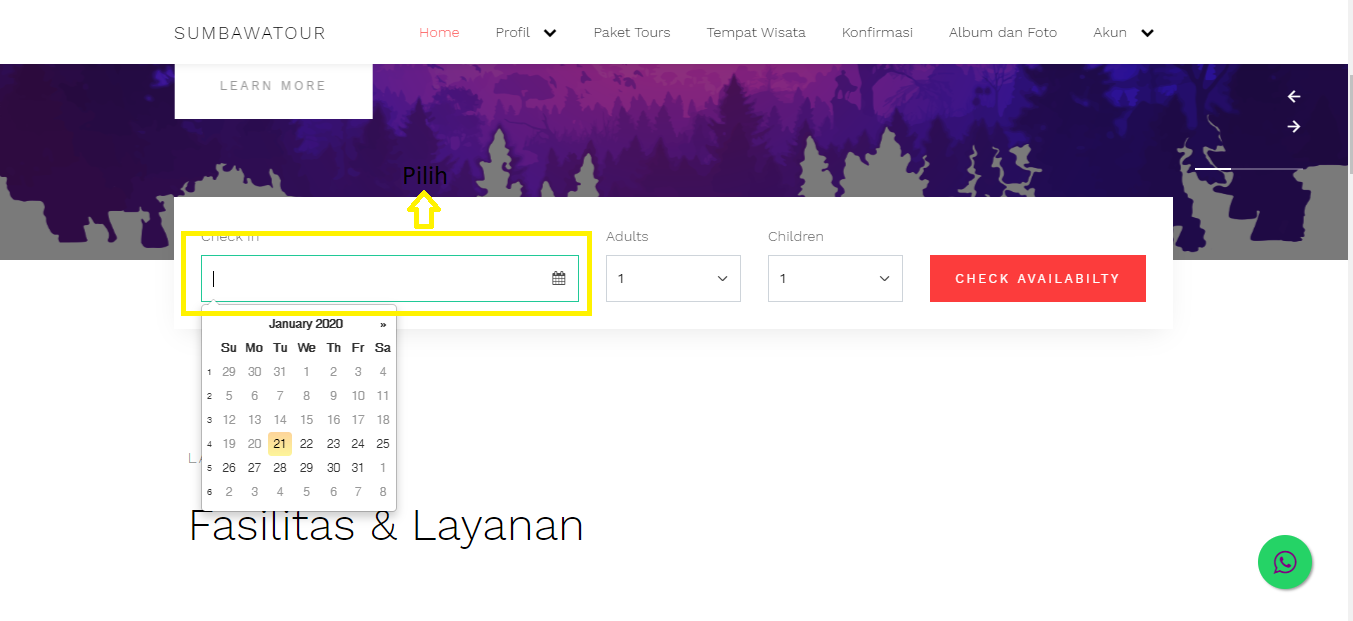 SUMBAWATOUR Home Profil Paket Tours Tempat Wisata Konfirmasi Album dan Foto Akun
LEARN MORE
Pilih
Check In Adults Children
1 1 CHECK AVAILABILTY
January 2020 »
Su Mo Tu We Th Fr Sa
1 29 30 31 1 2 3 4
2 5 6 7 8 9 10 11
3 12 13 14 15 16 17 18
4 19 20 21 22 23 24 25
5 26 27 28 29 30 31 1
6 2 3 4 5 6 7 8
Fasilitas & Layanan